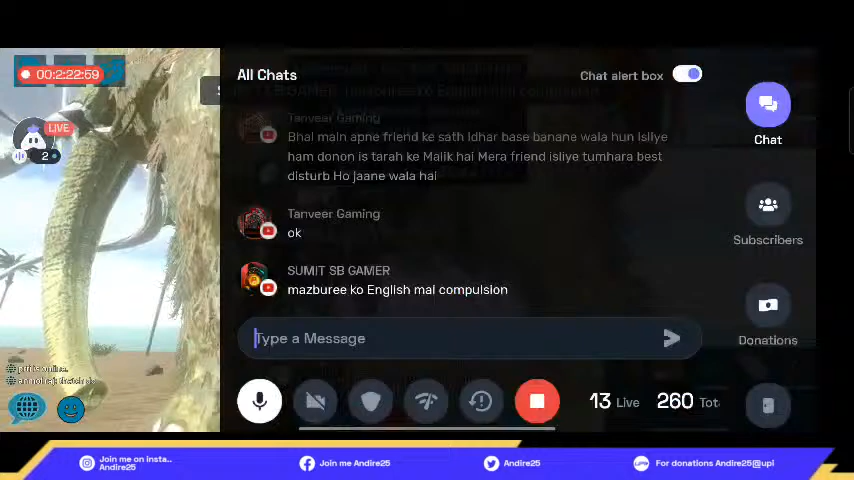 00:2:22:59
LIVE
2
All Chats
Chat alert box
Tanveer Gaming
Bhai main apne friend ke sath Idhar base banane wala hun isliye
ham donon is tarah ke Malik hai Mera friend isliye tumhara best
disturb Ho jaane wala hai
Tanveer Gaming
ok
SUMIT SB GAMER
mazburee ko English mai compulsion
Type a Message
13 Live 260 Tot
Chat
Subscribers
Donations
is online.
Join me on insta..
Andire25
Join me Andire25
Andire25
For donations Andire25@upi